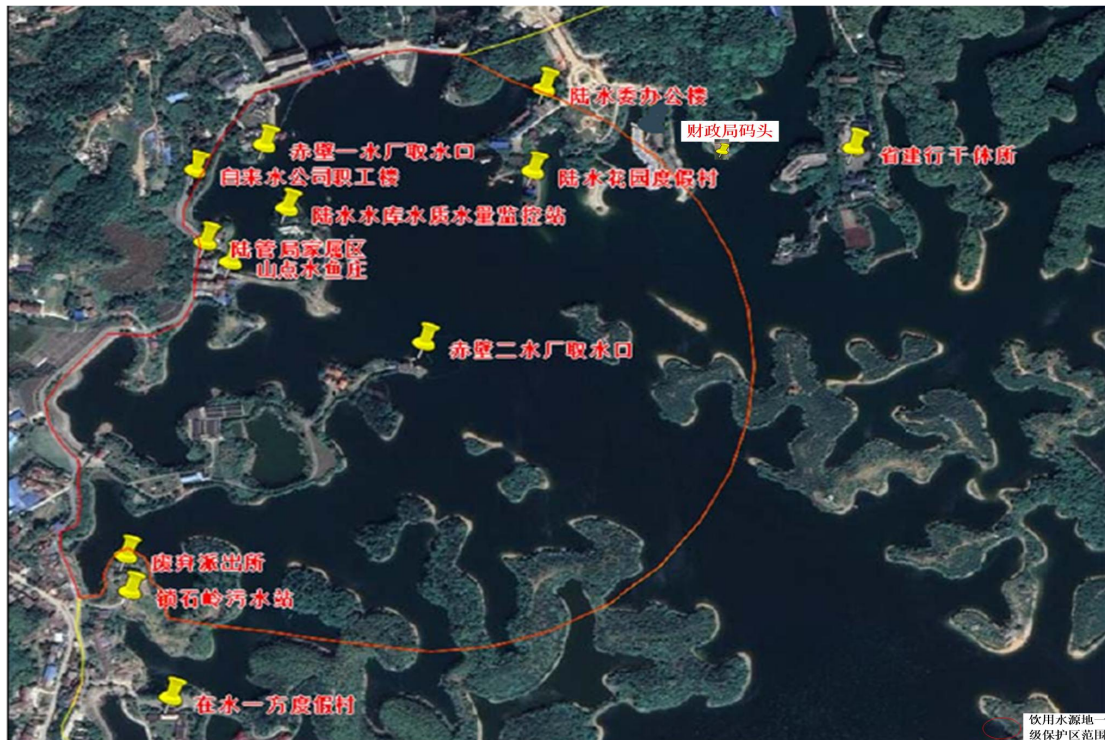 陆水委办公楼
财政局码头
赤壁一水厂取水口
省建行干休所
自来水公司职工楼
陆水花园度假村
陆水水库水质水量监控站
陆管局家属区
山点水鱼庄
赤壁二水厂取水口
废弃派出所
锁石岭污水站
在水一方度假村
饮用水源地一
级保护区范围